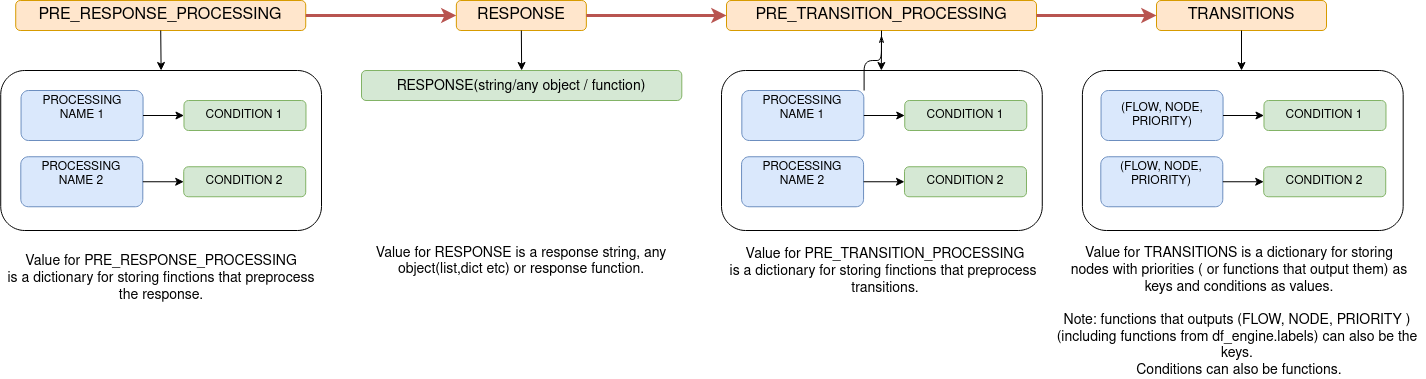 PRE_RESPONSE_PROCESSING
RESPONSE
PRE_TRANSITION_PROCESSING
TRANSITIONS
PROCESSING
NAME 1
CONDITION 1
PROCESSING
NAME 2
CONDITION 2
RESPONSE(string/any object / function)
PROCESSING
NAME 1
CONDITION 1
PROCESSING
NAME 2
CONDITION 2
(FLOW, NODE,
PRIORITY)
CONDITION 1
(FLOW, NODE,
PRIORITY)
CONDITION 2
Value for PRE_RESPONSE_PROCESSING
is a dictionary for storing finctions that preprocess
the response.
Value for RESPONSE is a response string, any
object(list,dict etc) or response function.
Value for PRE_TRANSITION_PROCESSING
is a dictionary for storing finctions that preprocess
transitions.
Value for TRANSITIONS is a dictionary for storing
nodes with priorities ( or functions that output them) as
keys and conditions as values.
Note: functions that outputs (FLOW, NODE, PRIORITY )
(including functions from df_engine.labels) can also be the
keys.
Conditions can also be functions.